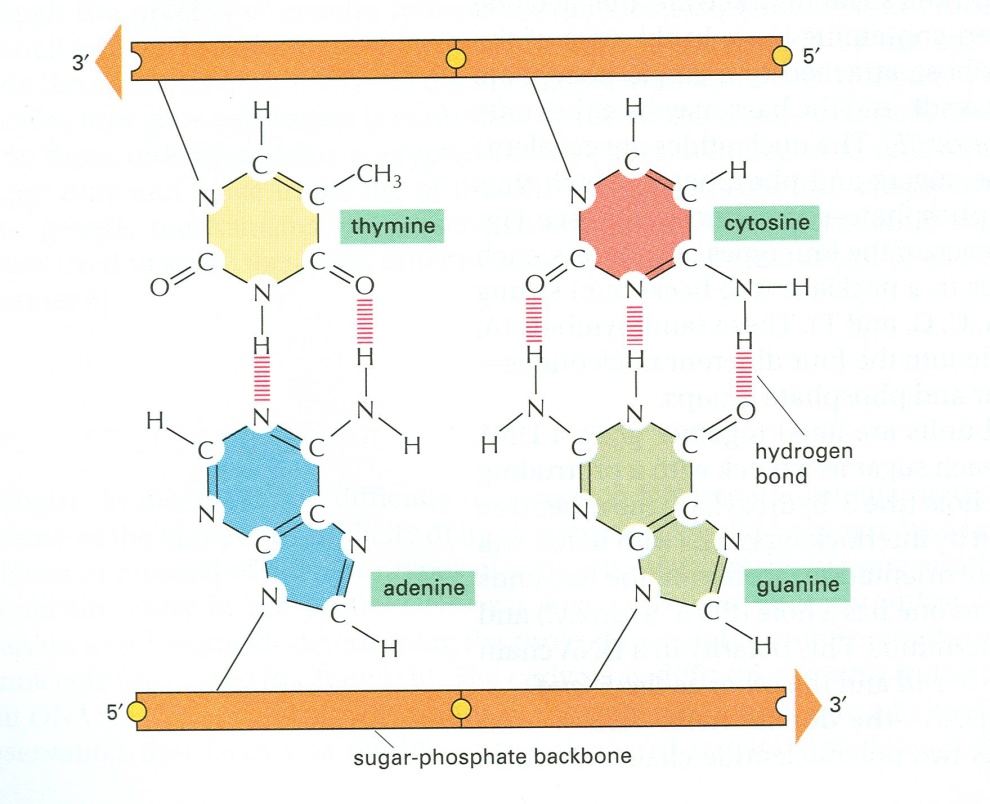 3′ 5′
H H
C CH3 C H
N C thymine N C cytosine
C C C C
O N O O N N H
H H H H H
N O
H C C N H H N N
H C C hydrogen
bond
N C N C
C N C N
adenine guanine
N C N C
H H
5′ 3′
sugar-phosphate backbone